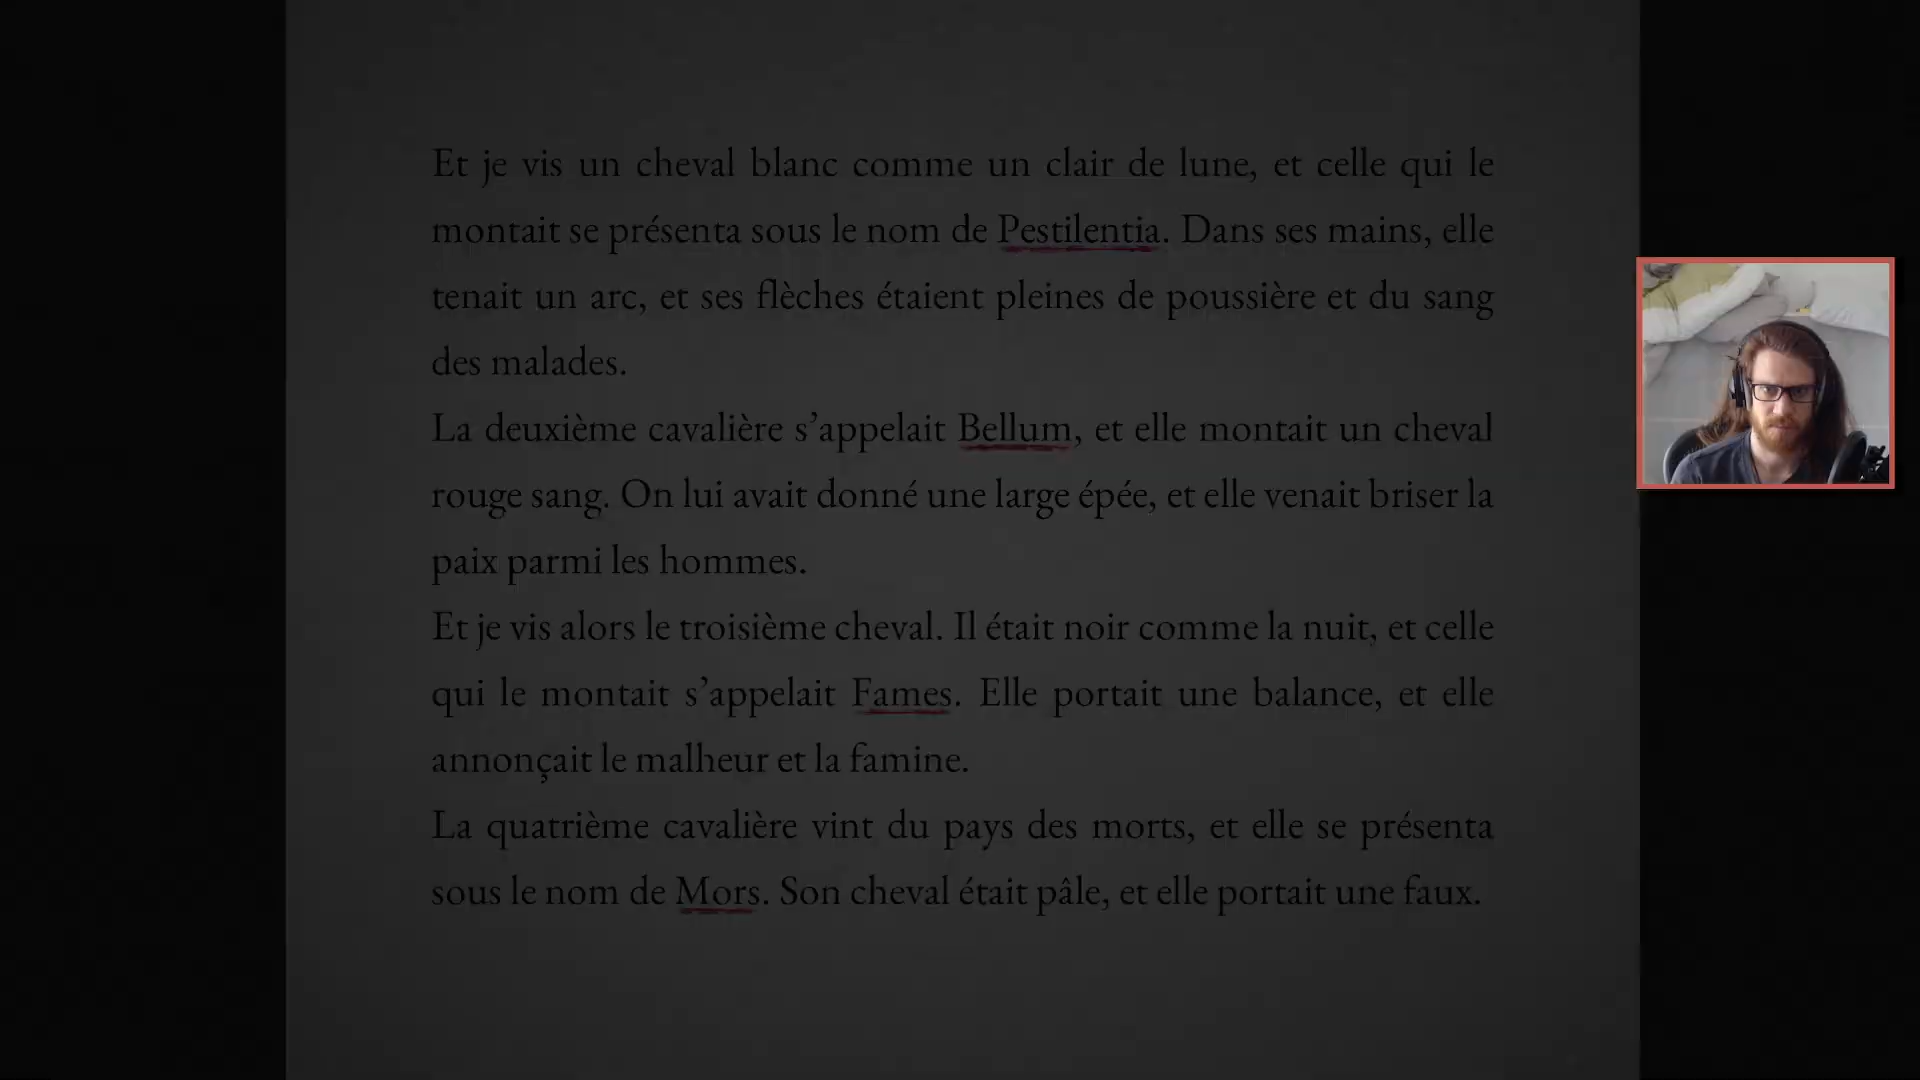 Et je vis un cheval blanc comme un clair de lune, et celle qui le
montait se présenta sous le nom de Pestilentia. Dans ses mains, elle
tenait un arc, et ses flèches étaient pleines de poussière et du sang
des malades.
La deuxième cavalière s’appelait Bellum, et elle montait un cheval
rouge sang. On lui avait donné une large épée, et elle venait briser la
paix parmi les hommes.
Et je vis alors le troisième cheval. Il était noir comme la nuit, et celle
qui le montait s’appelait Fames. Elle portait une balance, et elle
annonçait le malheur et la famine.
La quatrième cavalière vint du pays des morts, et elle se présenta
sous le nom de Mors. Son cheval était pâle, et elle portait une faux.